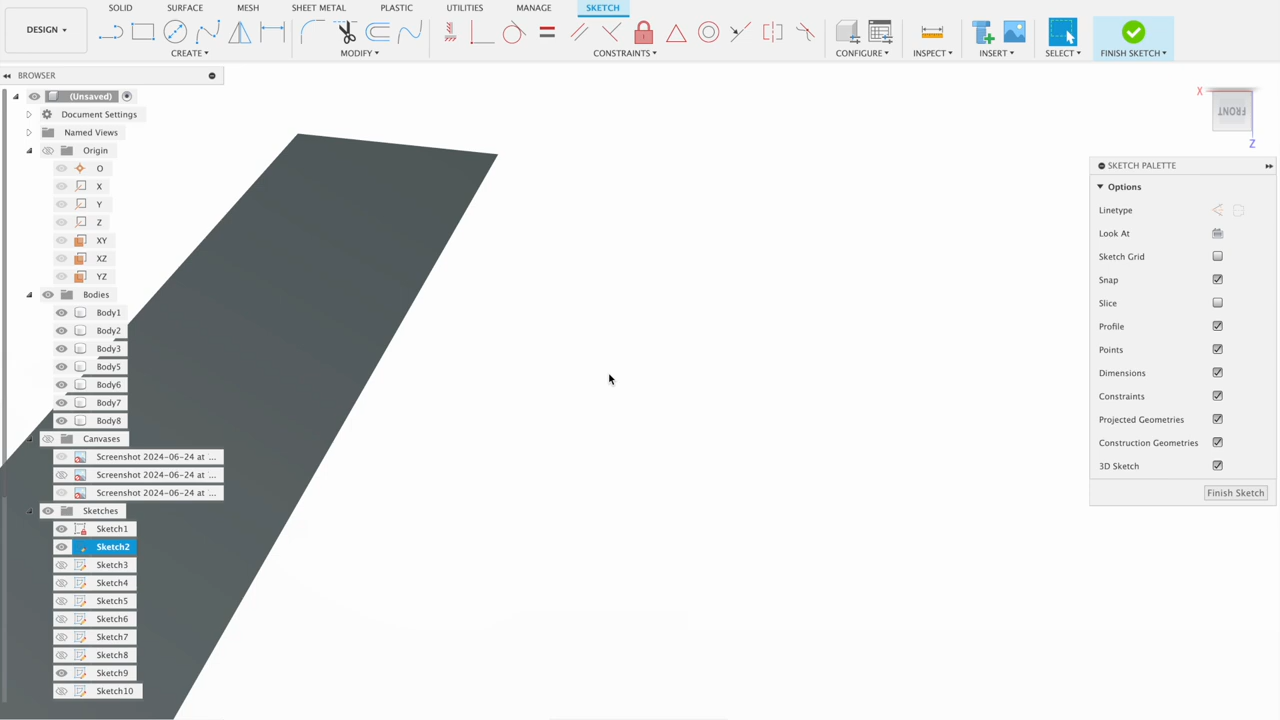 SOLID SURFACE MESH SHEET METAL PLASTIC UTILITIES MANAGE SKETCH
DESIGN
CREATE MODIFY CONSTRAINTS CONFIGURE INSPECT INSERT SELECT FINISH SKETCH
BROWSER
(Unsaved)
Document Settings
Named Views
Origin
O
X
Y
Z
XY
XZ
YZ
Bodies
Body1
Body2
Body3
Body5
Body6
Body7
Body8
Canvases
Screenshot 2024-06-24 at ...
Screenshot 2024-06-24 at ...
Screenshot 2024-06-24 at ...
Sketches
Sketch1
Sketch2
Sketch3
Sketch4
Sketch5
Sketch6
Sketch7
Sketch8
Sketch9
Sketch10
X
FRONT
Z
SKETCH PALETTE
Options
Linetype
Look At
Sketch Grid
Snap
Slice
Profile
Points
Dimensions
Constraints
Projected Geometries
Construction Geometries
3D Sketch
Finish Sketch